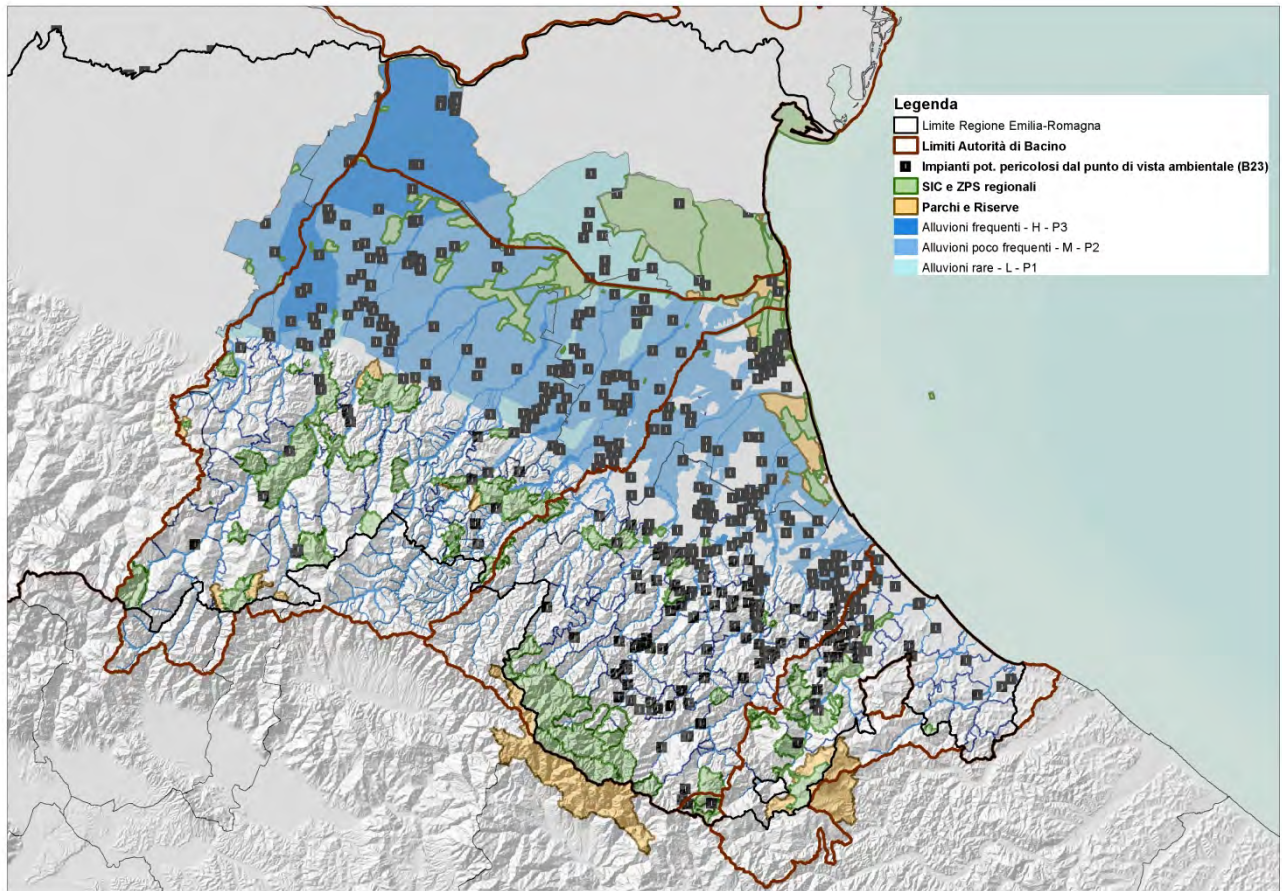 Legenda
Limite Regione Emilia-Romagna
Limiti Autorità di Bacino
Impianti pot. pericolosi dal punto di vista ambientale (B23)
SIC e ZPS regionali
Parchi e Riserve
Alluvioni frequenti - H - P3
Alluvioni poco frequenti - M - P2
Alluvioni rare - L - P1